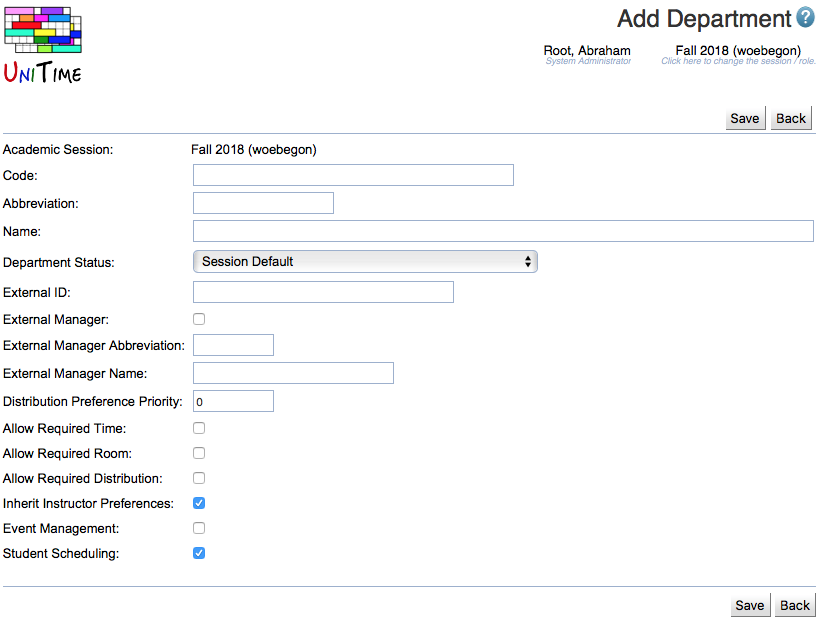 Add Department ?
UNITIME
Root, Abraham
Fall 2018 (woebegon)
System Administrator
Click here to change the session / role.
Save Back
Academic Session: Fall 2018 (woebegon)
Code:
Abbreviation:
Name:
Department Status: Session Default
External ID:
External Manager:
External Manager Abbreviation:
External Manager Name:
Distribution Preference Priority: 0
Allow Required Time:
Allow Required Room:
Allow Required Distribution:
Inherit Instructor Preferences:
Event Management:
Student Scheduling:
Save Back